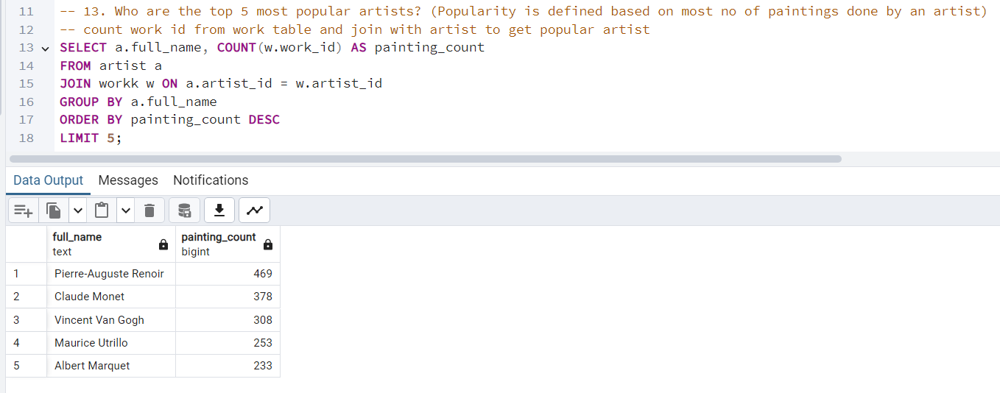 11 -- 13. Who are the top 5 most popular artists? (Popularity is defined based on most no of paintings done by an artist)
12 -- count work id from work table and join with artist to get popular artist
13 SELECT a.full_name, COUNT(w.work_id) AS painting_count
14 FROM artist a
15 JOIN workk w ON a.artist_id = w.artist_id
16 GROUP BY a.full_name
17 ORDER BY painting_count DESC
18 LIMIT 5;
Data Output Messages Notifications
full_name painting_count
text bigint
1 Pierre-Auguste Renoir 469
2 Claude Monet 378
3 Vincent Van Gogh 308
4 Maurice Utrillo 253
5 Albert Marquet 233